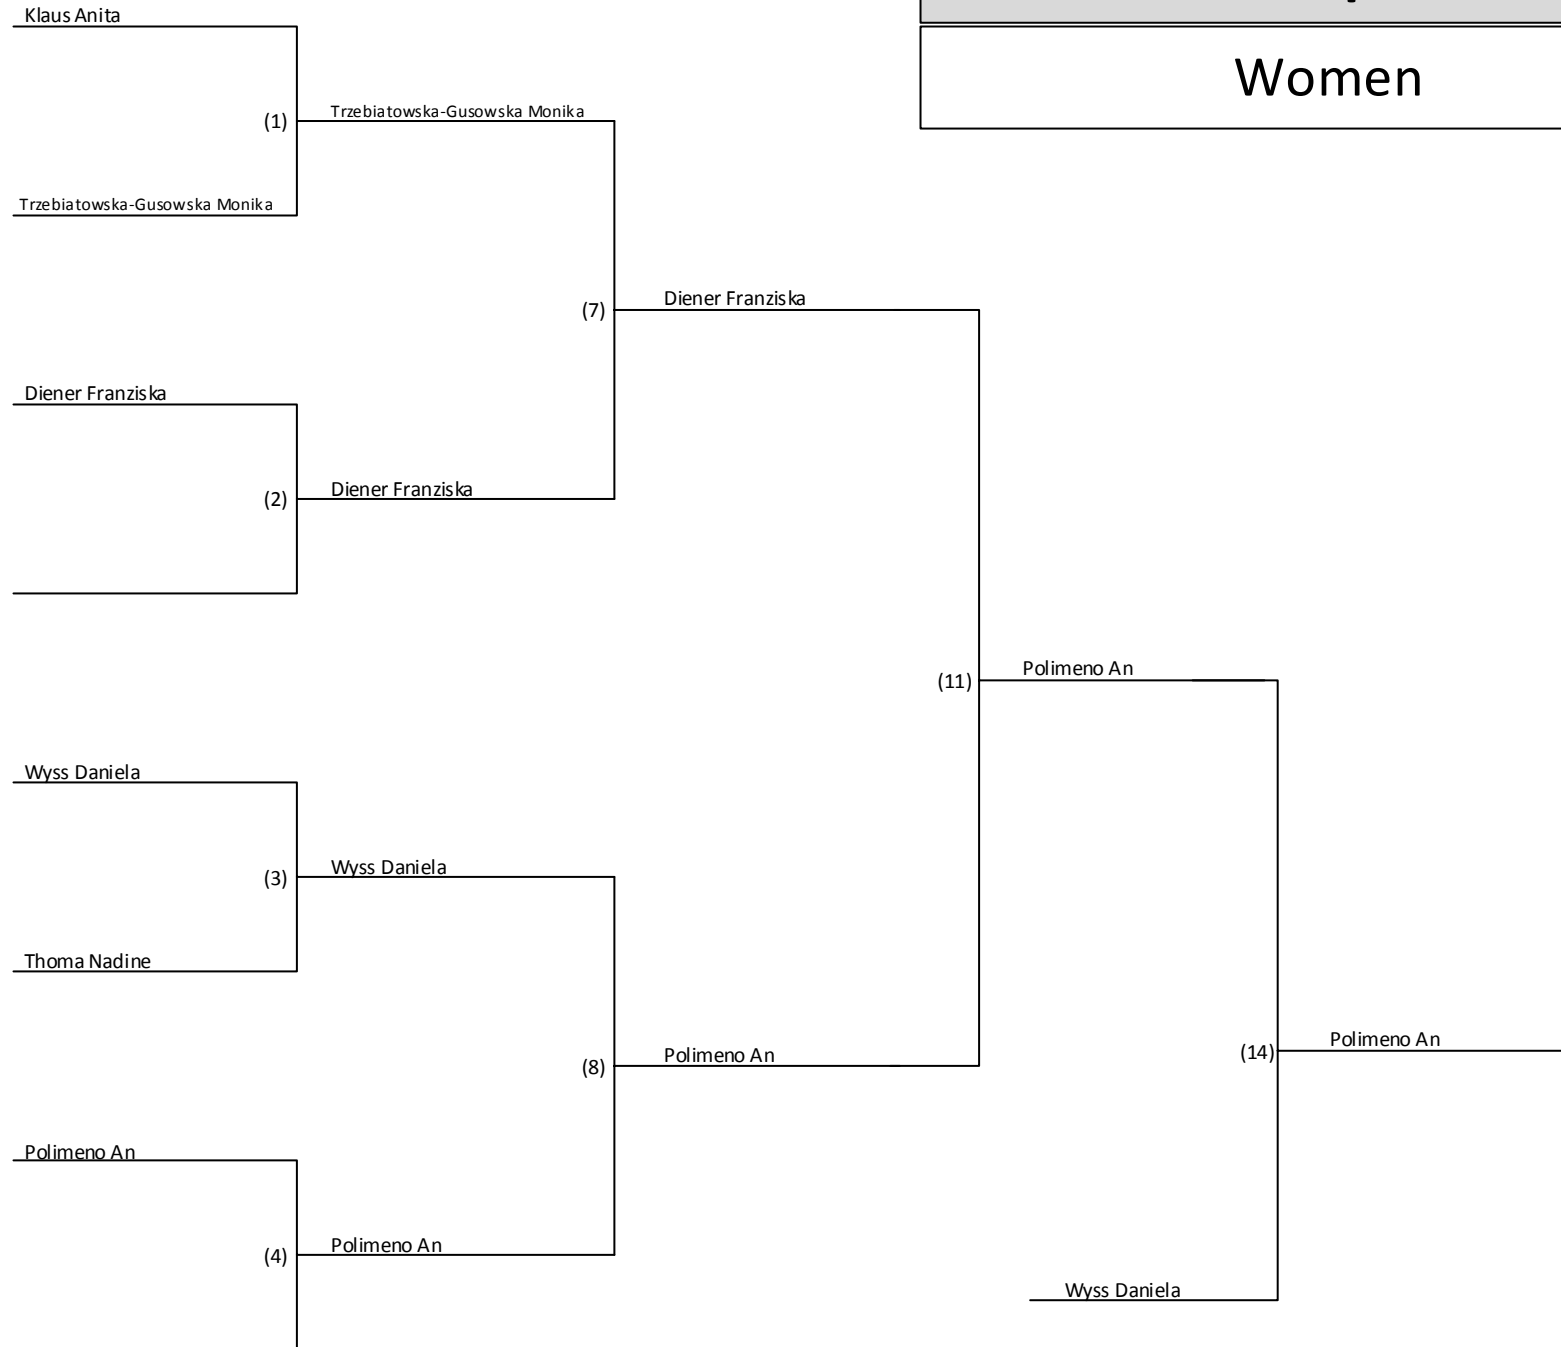 Klaus Anita
Women
(1)
Trzebiatowska-Gusowska Monika
Trzebiatowska-Gusowska Monika
(7)
Diener Franziska
Diener Franziska
(2)
Diener Franziska
(11)
Polimeno An
Wyss Daniela
(3)
Wyss Daniela
Thoma Nadine
(8)
Polimeno An
(14)
Polimeno An
Polimeno An
(4)
Polimeno An
Wyss Daniela